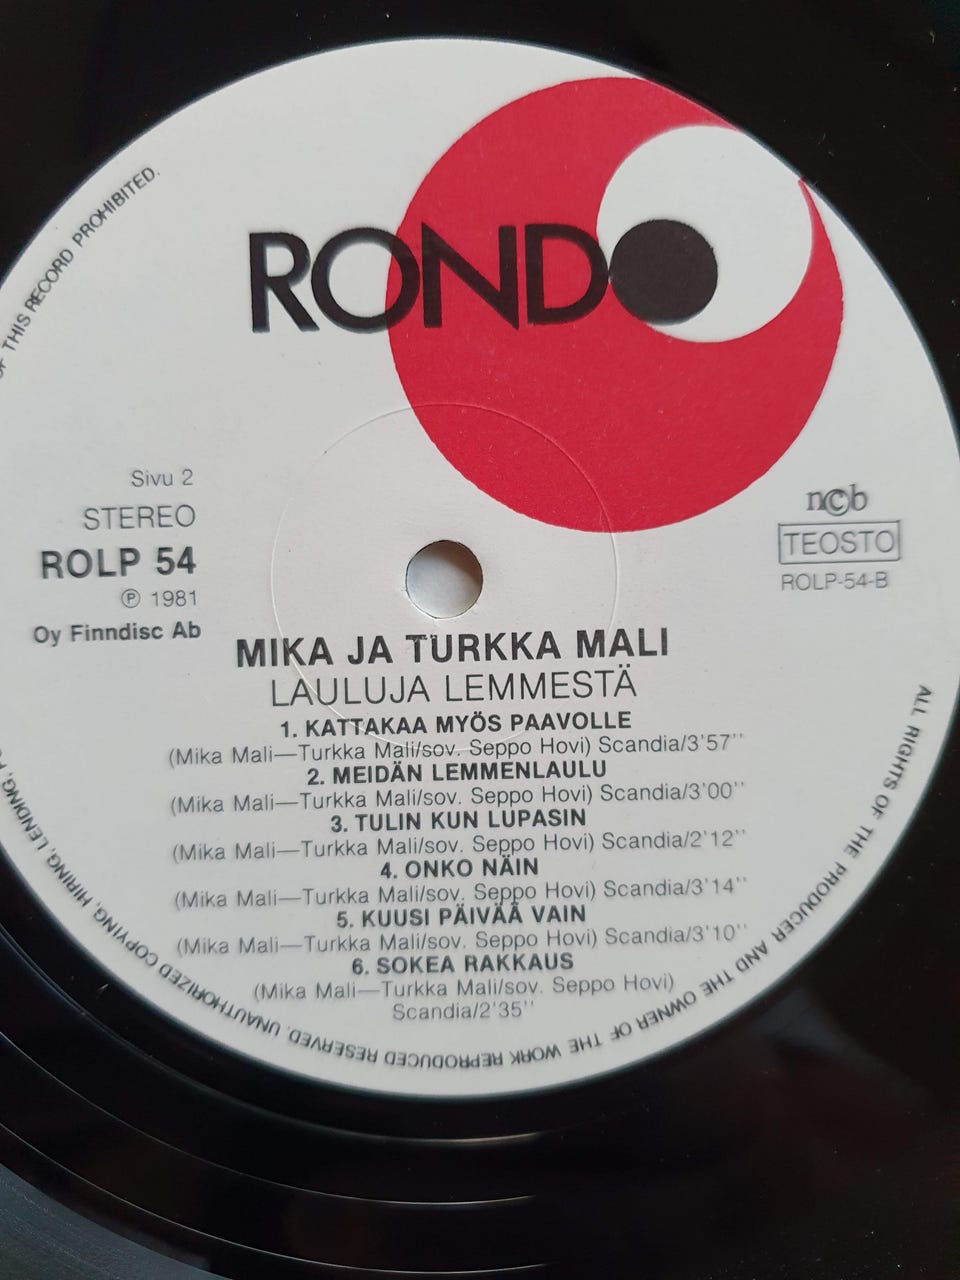 RONDO
Sivu 2
STEREO
ROLP 54
℗ 1981
Oy Finndisc Ab
n©b
TEOSTO
ROLP-54-B
MIKA JA TURKKA MALI
LAULUJA LEMMESTÄ
1. KATTAKAA MYÖS PAAVOLLE
(Mika Mali—Turkka Mali/sov. Seppo Hovi) Scandia/3'57''
2. MEIDÄN LEMMENLAULU
(Mika Mali—Turkka Mali/sov. Seppo Hovi) Scandia/3'00''
3. TULIN KUN LUPASIN
(Mika Mali—Turkka Mali/sov. Seppo Hovi) Scandia/2'12''
4. ONKO NÄIN
(Mika Mali—Turkka Mali/sov. Seppo Hovi) Scandia/3'14''
5. KUUSI PÄIVÄÄ VAIN
(Mika Mali—Turkka Mali/sov. Seppo Hovi) Scandia/3'10''
6. SOKEA RAKKAUS
(Mika Mali—Turkka Mali/sov. Seppo Hovi)
Scandia/2'35''
ALL RIGHTS OF THE PRODUCER AND THE OWNER OF THE WORK REPRODUCED RESERVED. UNAUTHORIZED COPYING, HIRING, LENDING, OF THIS RECORD PROHIBITED.